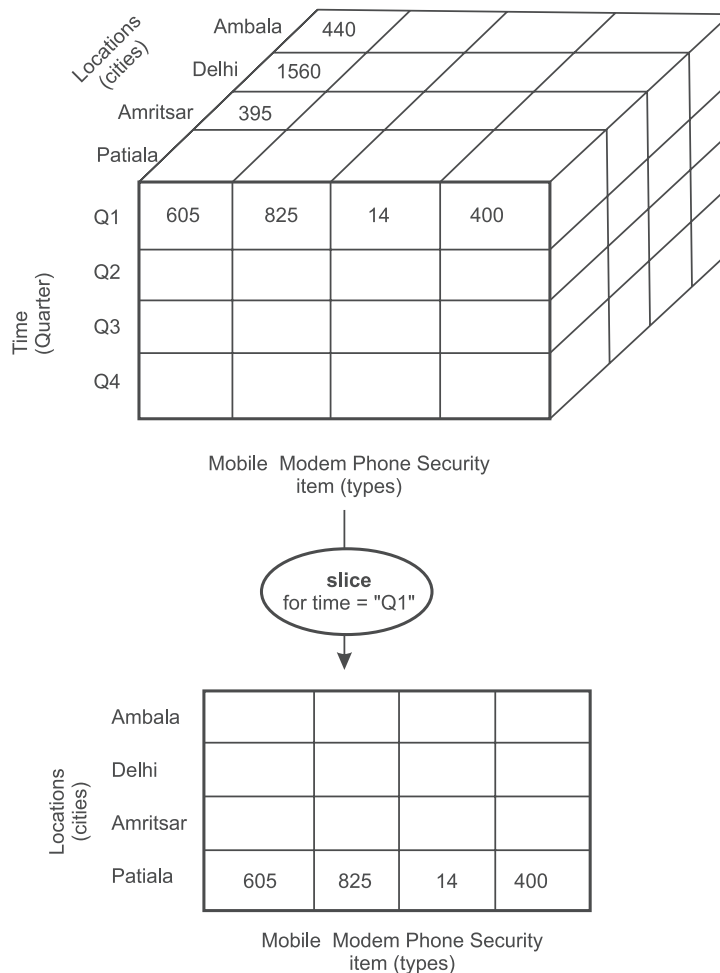 Locations
(cities)
Ambala
440
Delhi
1560
Amritsar
395
Patiala
Time
(Quarter)
Q1
605 825 14 400
Q2
Q3
Q4
Mobile Modem Phone Security
item (types)
slice
for time = "Q1"
Locations
(cities)
Ambala
Delhi
Amritsar
Patiala
605 825 14 400
Mobile Modem Phone Security
item (types)